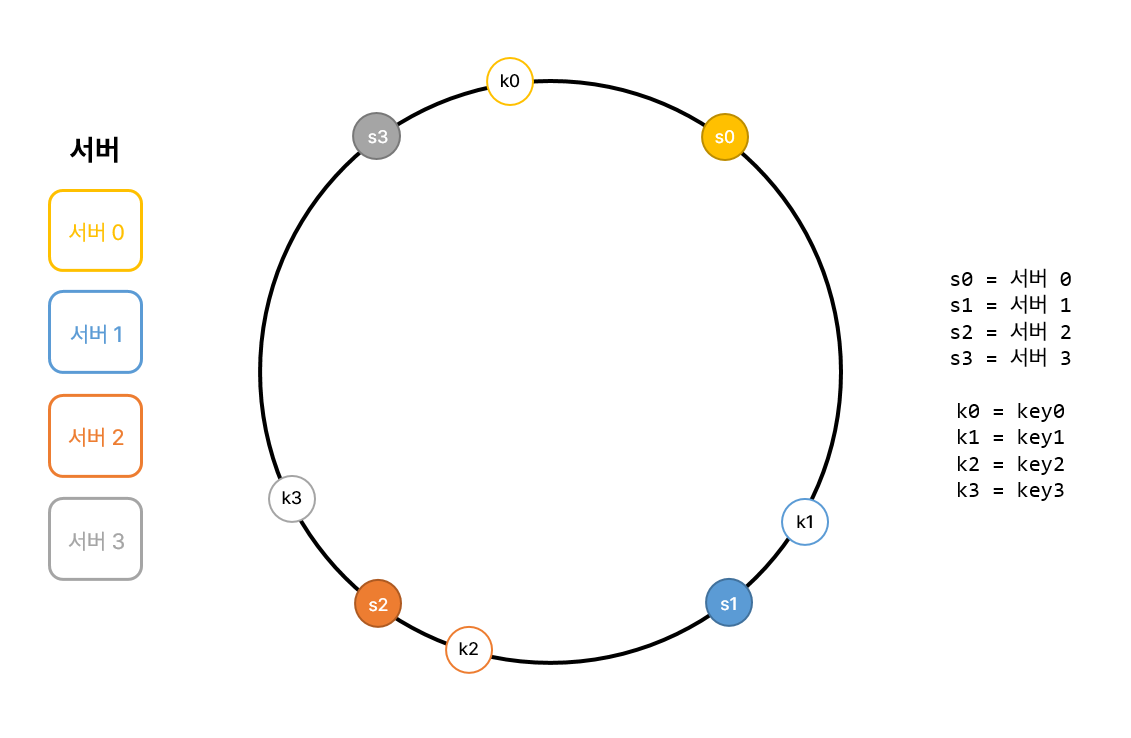 서버
서버 0
서버 1
서버 2
서버 3
k0
s3
s0
k3
k1
s2
s1
k2
s0 = 서버 0
s1 = 서버 1
s2 = 서버 2
s3 = 서버 3
k0 = key0
k1 = key1
k2 = key2
k3 = key3